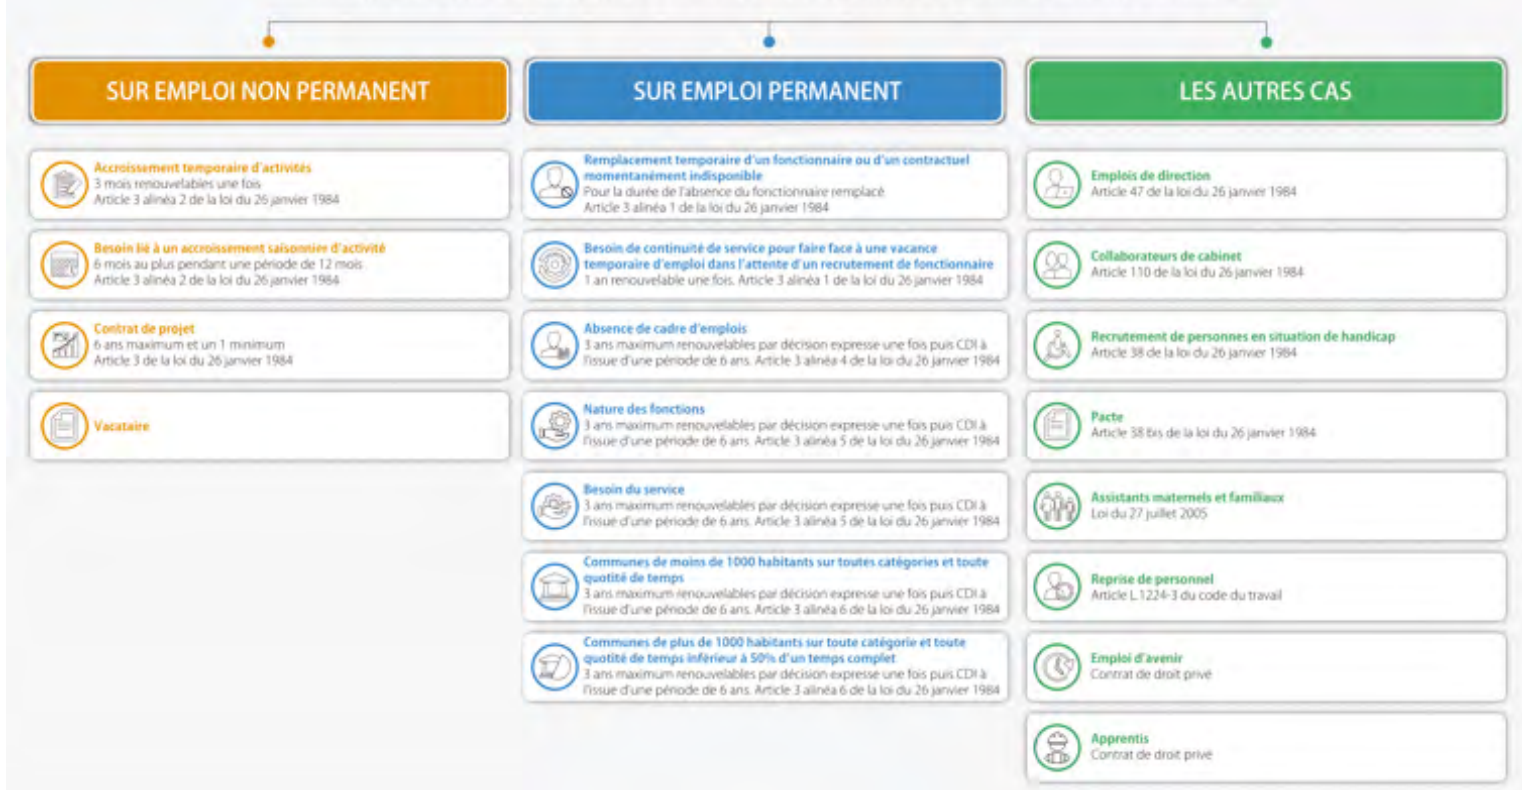 SUR EMPLOI NON PERMANENT
Accroissement temporaire d'activités
3 mois renouvelables une fois
Article 3 alinéa 2 de la loi du 26 janvier 1984
Besoin lié à un accroissement saisonnier d'activité
6 mois au plus pendant une période de 12 mois
Article 3 alinéa 2 de la loi du 26 janvier 1984
Contrat de projet
6 ans maximum et un 1 minimum
Article 3 de la loi du 26 janvier 1984
Vacataire
SUR EMPLOI PERMANENT
Remplacement temporaire d'un fonctionnaire ou d'un contractuel
momentanément indisponible
Pour la durée de l'absence du fonctionnaire remplacé
Article 3 alinéa 1 de la loi du 26 janvier 1984
Besoin de continuité de service pour faire face à une vacance
temporaire d'emploi dans l'attente d'un recrutement de fonctionnaire
1 an renouvelable une fois. Article 3 alinéa 1 de la loi du 26 janvier 1984
Absence de cadre d'emplois
3 ans maximum renouvelables par décision expresse une fois puis CDI à
l'issue d'une période de 6 ans. Article 3 alinéa 4 de la loi du 26 janvier 1984
Nature des fonctions
3 ans maximum renouvelables par décision expresse une fois puis CDI à
l'issue d'une période de 6 ans. Article 3 alinéa 5 de la loi du 26 janvier 1984
Besoin du service
3 ans maximum renouvelables par décision expresse une fois puis CDI à
l'issue d'une période de 6 ans. Article 3 alinéa 5 de la loi du 26 janvier 1984
Communes de moins de 1000 habitants sur toutes catégories et toute
quotité de temps
3 ans maximum renouvelables par décision expresse une fois puis CDI à
l'issue d'une période de 6 ans. Article 3 alinéa 6 de la loi du 26 janvier 1984
Communes de plus de 1000 habitants sur toute catégorie et toute
quotité de temps inférieur à 50% d'un temps complet
3 ans maximum renouvelables par décision expresse une fois puis CDI à
l'issue d'une période de 6 ans. Article 3 alinéa 6 de la loi du 26 janvier 1984
LES AUTRES CAS
Emplois de direction
Article 47 de la loi du 26 janvier 1984
Collaborateurs de cabinet
Article 110 de la loi du 26 janvier 1984
Recrutement de personnes en situation de handicap
Article 38 de la loi du 26 janvier 1984
Pacte
Article 38 bis de la loi du 26 janvier 1984
Assistants maternels et familiaux
Loi du 27 juillet 2005
Reprise de personnel
Article L.1224-3 du code du travail
Emploi d'avenir
Contrat de droit privé
Apprentis
Contrat de droit privé